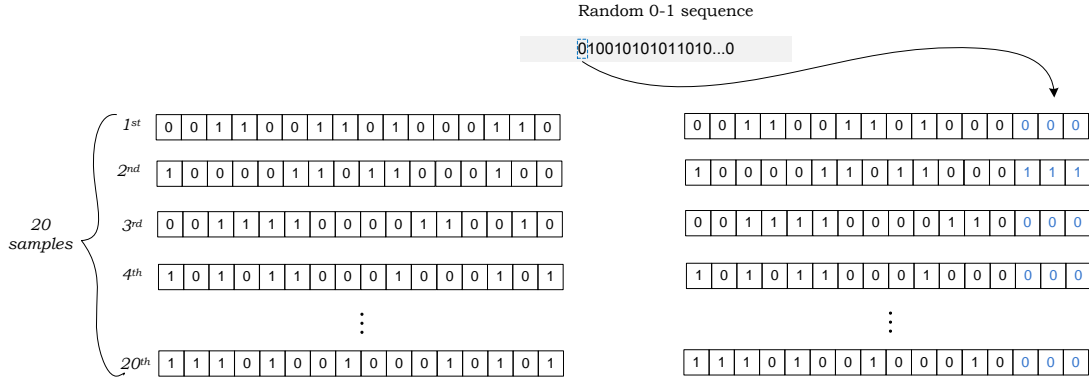 Random 0-1 sequence
010010101011010...0
1st 0 0 1 1 0 0 1 1 0 1 0 0 0 1 1 0 0 0 1 1 0 0 1 1 0 1 0 0 0 0 0 0
2nd 1 0 0 0 0 1 1 0 1 1 0 0 0 1 0 0 1 0 0 0 0 1 1 0 1 1 0 0 0 1 1 1
3rd 0 0 1 1 1 1 0 0 0 0 1 1 0 0 1 0 0 0 1 1 1 1 0 0 0 0 1 1 0 0 0 0
20
samples
4th 1 0 1 0 1 1 0 0 0 1 0 0 0 1 0 1 1 0 1 0 1 1 0 0 0 1 0 0 0 0 0 0
20th 1 1 1 0 1 0 0 1 0 0 0 1 0 1 0 1 1 1 1 0 1 0 0 1 0 0 0 1 0 0 0 0